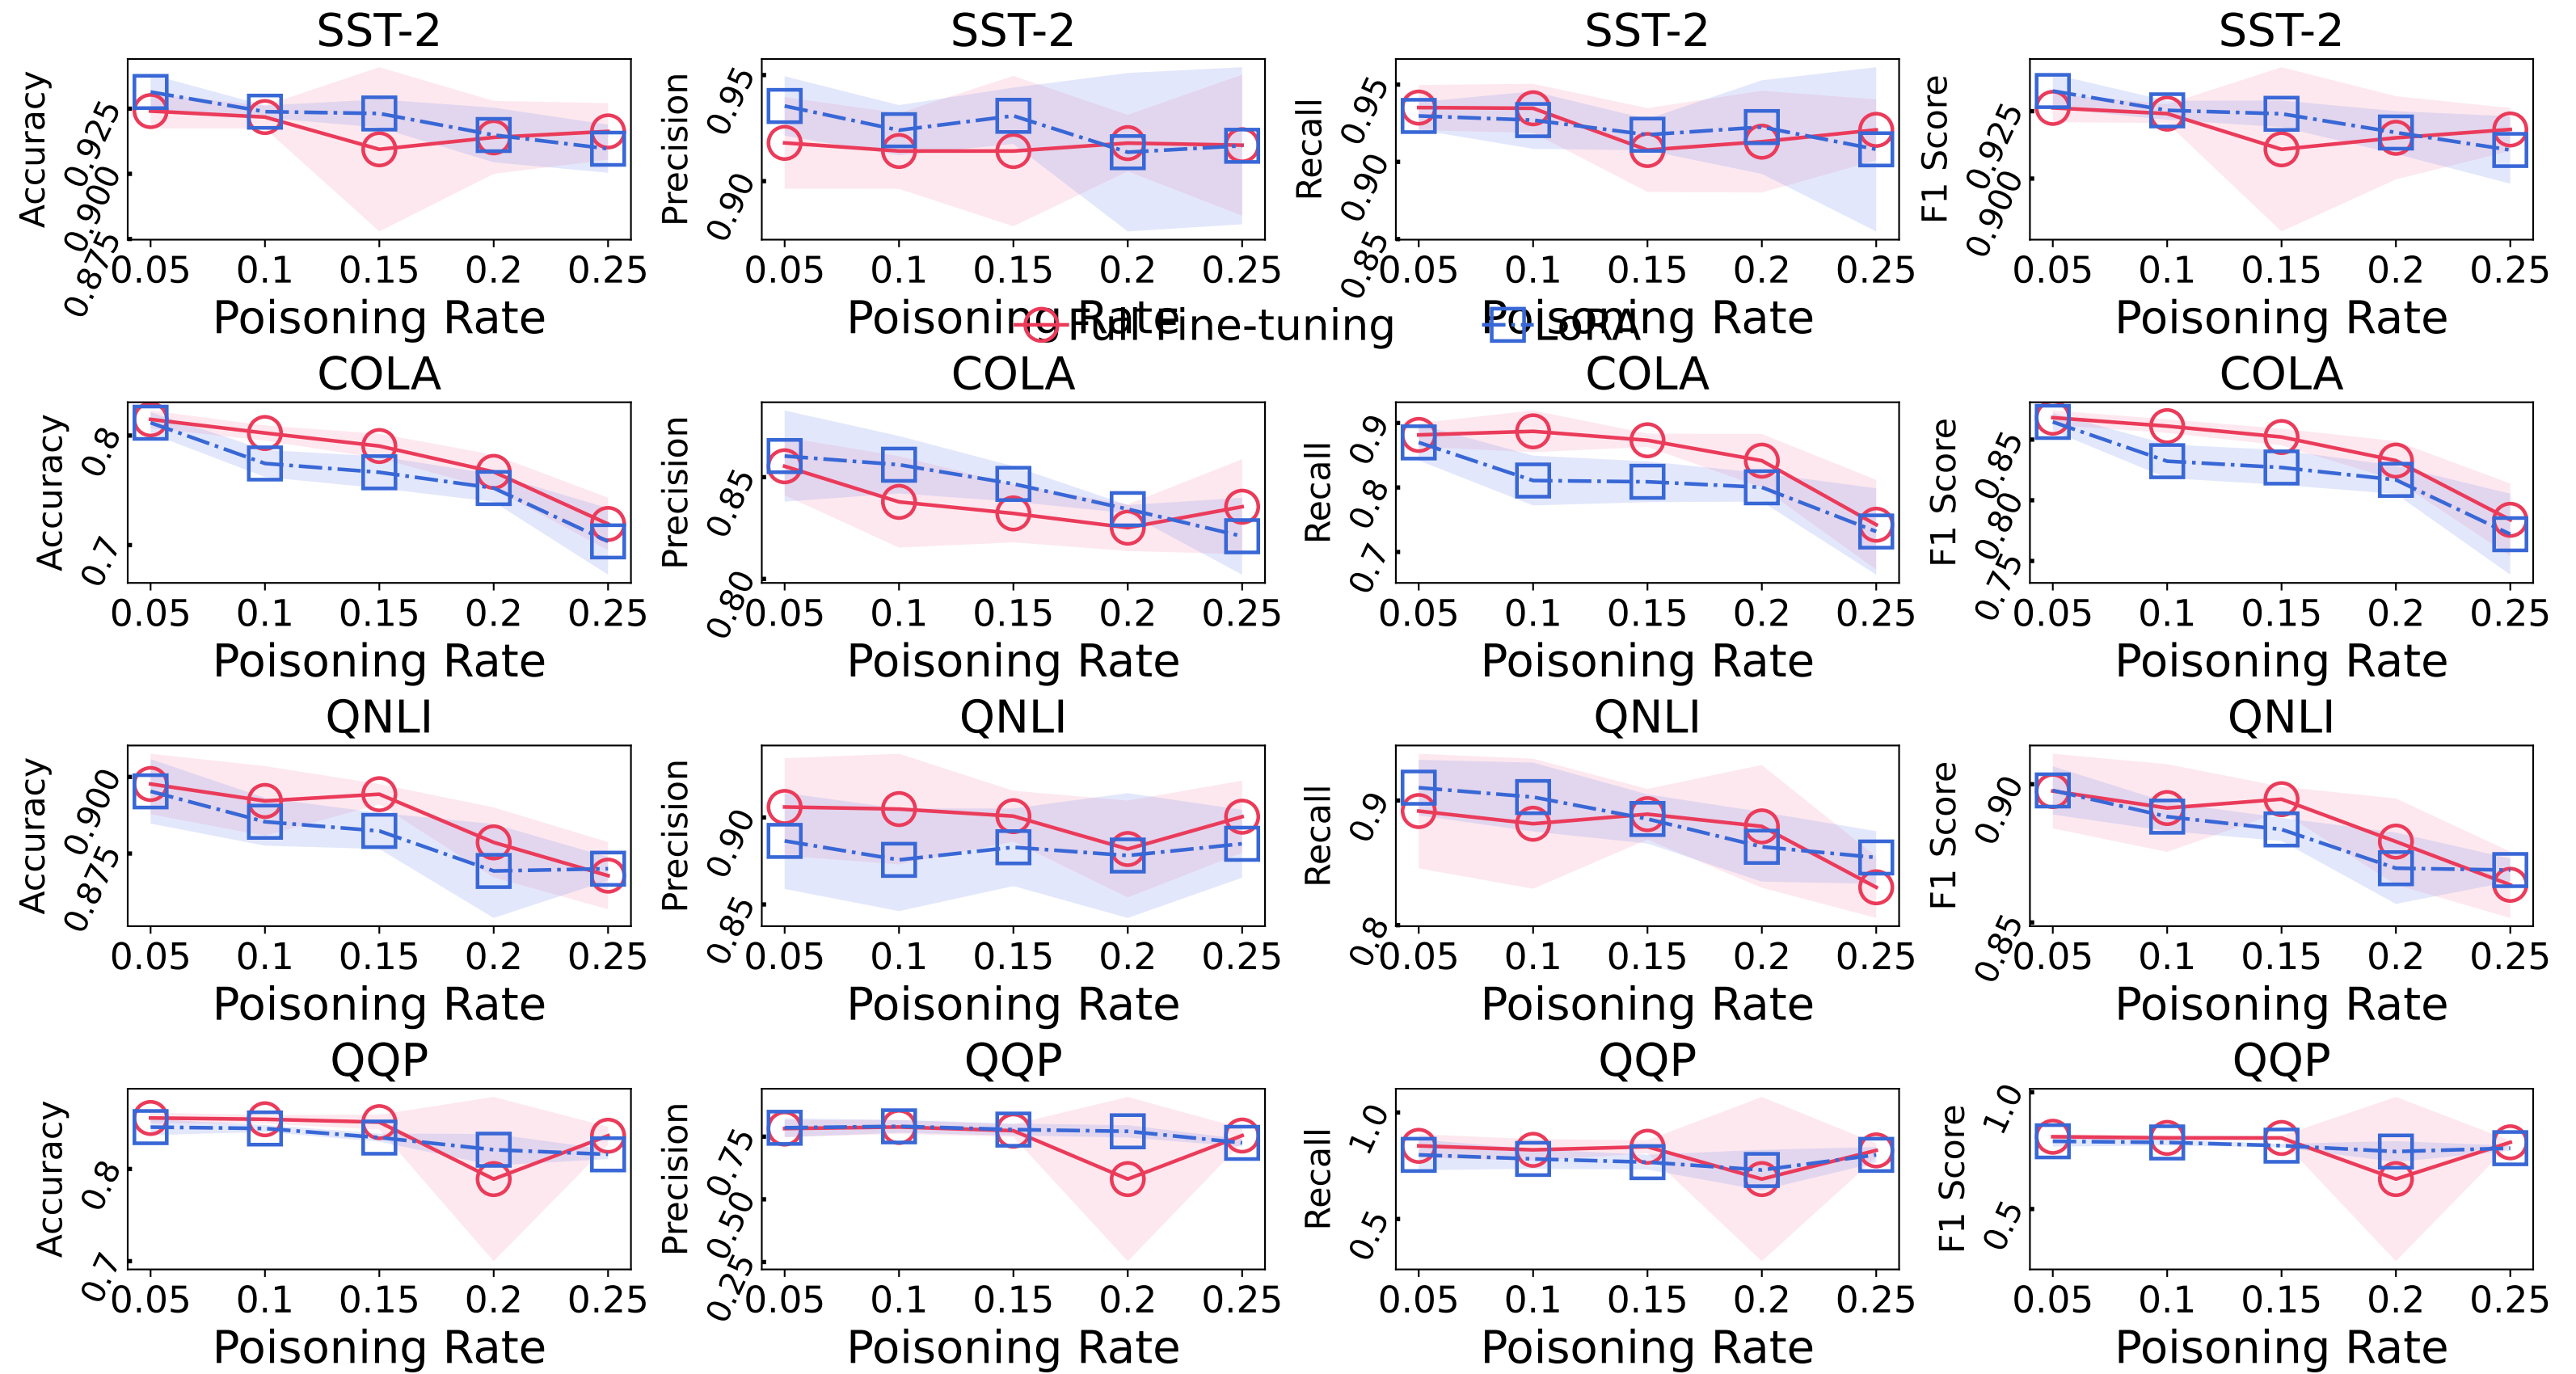 SST-2 SST-2 SST-2 SST-2
Accuracy 0.925 0.900 0.875 0.05 0.1 0.15 0.2 0.25 Poisoning Rate
Precision 0.95 0.90 0.05 0.1 0.15 0.2 0.25 Poisoning Rate
Recall 0.95 0.90 0.85 0.05 0.1 0.15 0.2 0.25 Poisoning Rate
F1 Score 0.925 0.900 0.05 0.1 0.15 0.2 0.25 Poisoning Rate
Full Fine-tuning LoRA
COLA COLA COLA COLA
Accuracy 0.8 0.7 0.05 0.1 0.15 0.2 0.25 Poisoning Rate
Precision 0.85 0.80 0.05 0.1 0.15 0.2 0.25 Poisoning Rate
Recall 0.9 0.8 0.7 0.05 0.1 0.15 0.2 0.25 Poisoning Rate
F1 Score 0.85 0.80 0.75 0.05 0.1 0.15 0.2 0.25 Poisoning Rate
QNLI QNLI QNLI QNLI
Accuracy 0.900 0.875 0.05 0.1 0.15 0.2 0.25 Poisoning Rate
Precision 0.90 0.85 0.05 0.1 0.15 0.2 0.25 Poisoning Rate
Recall 0.9 0.8 0.05 0.1 0.15 0.2 0.25 Poisoning Rate
F1 Score 0.90 0.85 0.05 0.1 0.15 0.2 0.25 Poisoning Rate
QQP QQP QQP QQP
Accuracy 0.8 0.7 0.05 0.1 0.15 0.2 0.25 Poisoning Rate
Precision 0.75 0.50 0.25 0.05 0.1 0.15 0.2 0.25 Poisoning Rate
Recall 1.0 0.5 0.05 0.1 0.15 0.2 0.25 Poisoning Rate
F1 Score 1.0 0.5 0.05 0.1 0.15 0.2 0.25 Poisoning Rate